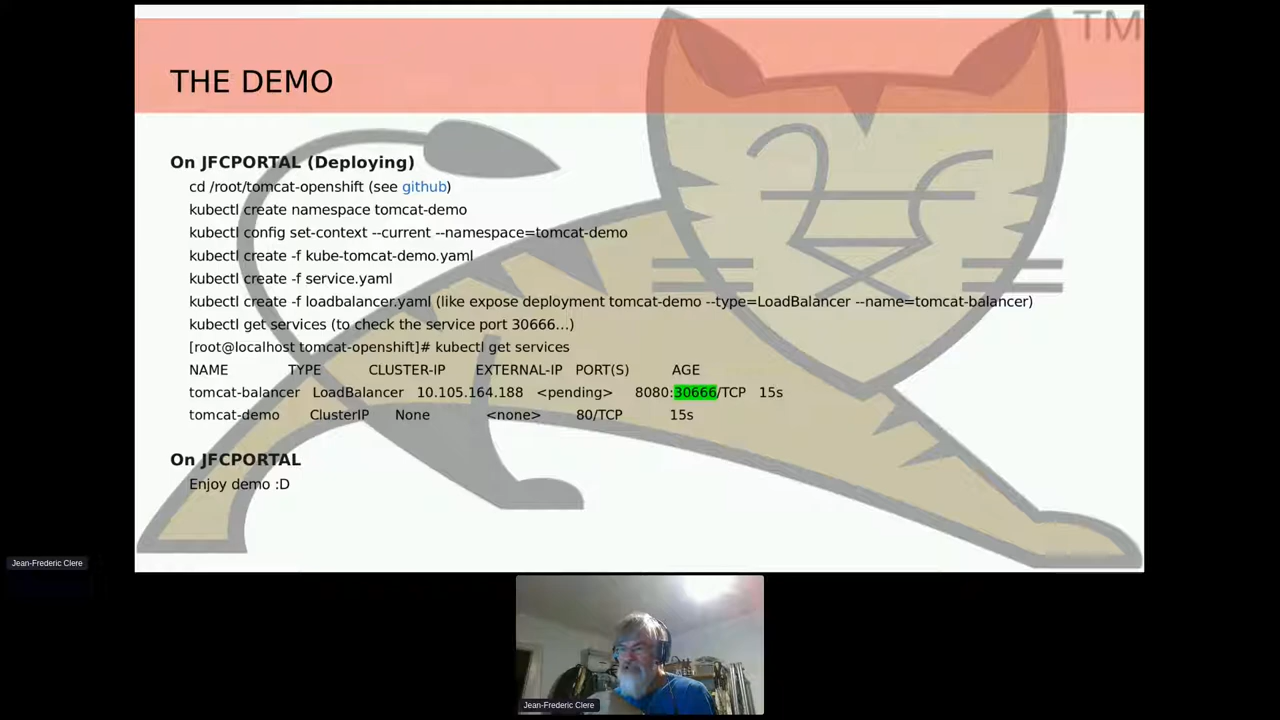 TM
THE DEMO
On JFCPORTAL (Deploying)
cd /root/tomcat-openshift (see github)
kubectl create namespace tomcat-demo
kubectl config set-context --current --namespace=tomcat-demo
kubectl create -f kube-tomcat-demo.yaml
kubectl create -f service.yaml
kubectl create -f loadbalancer.yaml (like expose deployment tomcat-demo --type=LoadBalancer --name=tomcat-balancer)
kubectl get services (to check the service port 30666...)
[root@localhost tomcat-openshift]# kubectl get services
NAME TYPE CLUSTER-IP EXTERNAL-IP PORT(S) AGE
tomcat-balancer LoadBalancer 10.105.164.188 <pending> 8080:30666/TCP 15s
tomcat-demo ClusterIP None <none> 80/TCP 15s
On JFCPORTAL
Enjoy demo :D
Jean-Frederic Clere
Jean-Frederic Clere